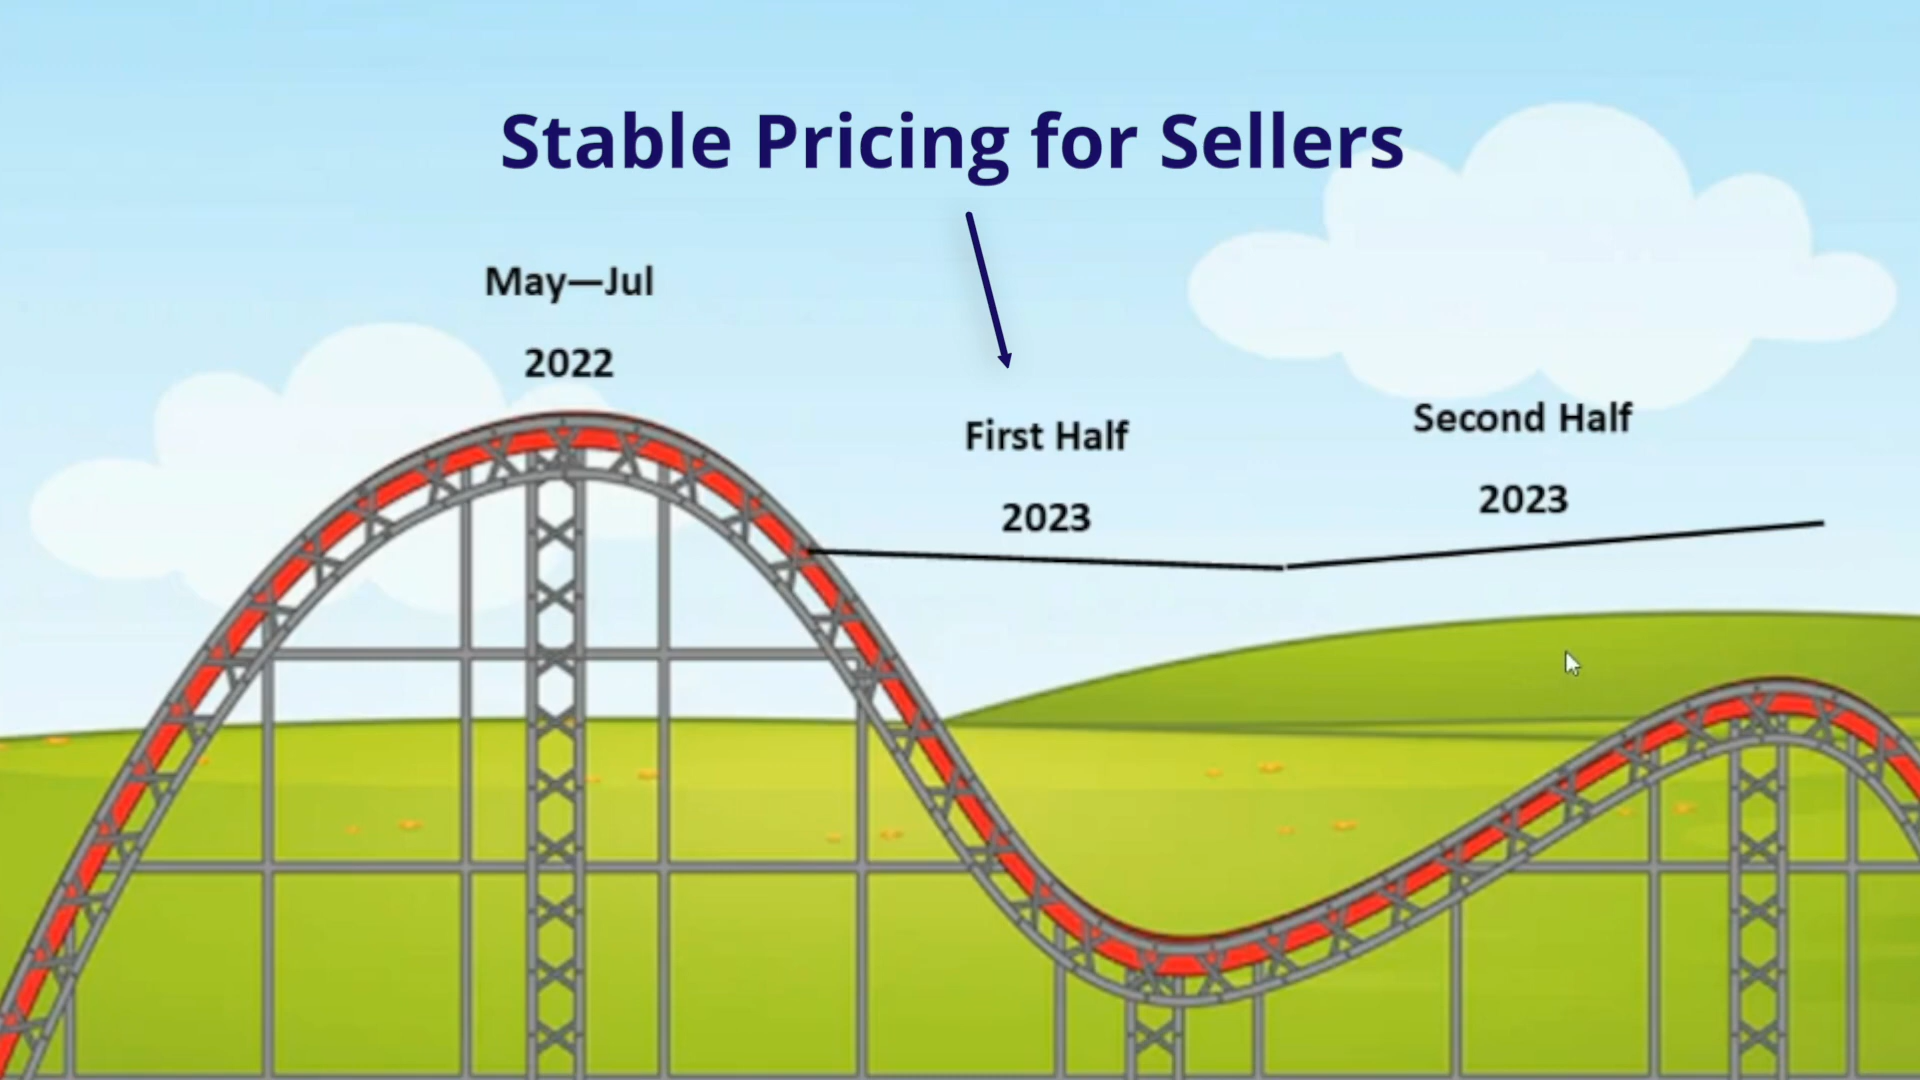 Stable Pricing for Sellers
May—Jul
2022
First Half
2023
Second Half
2023